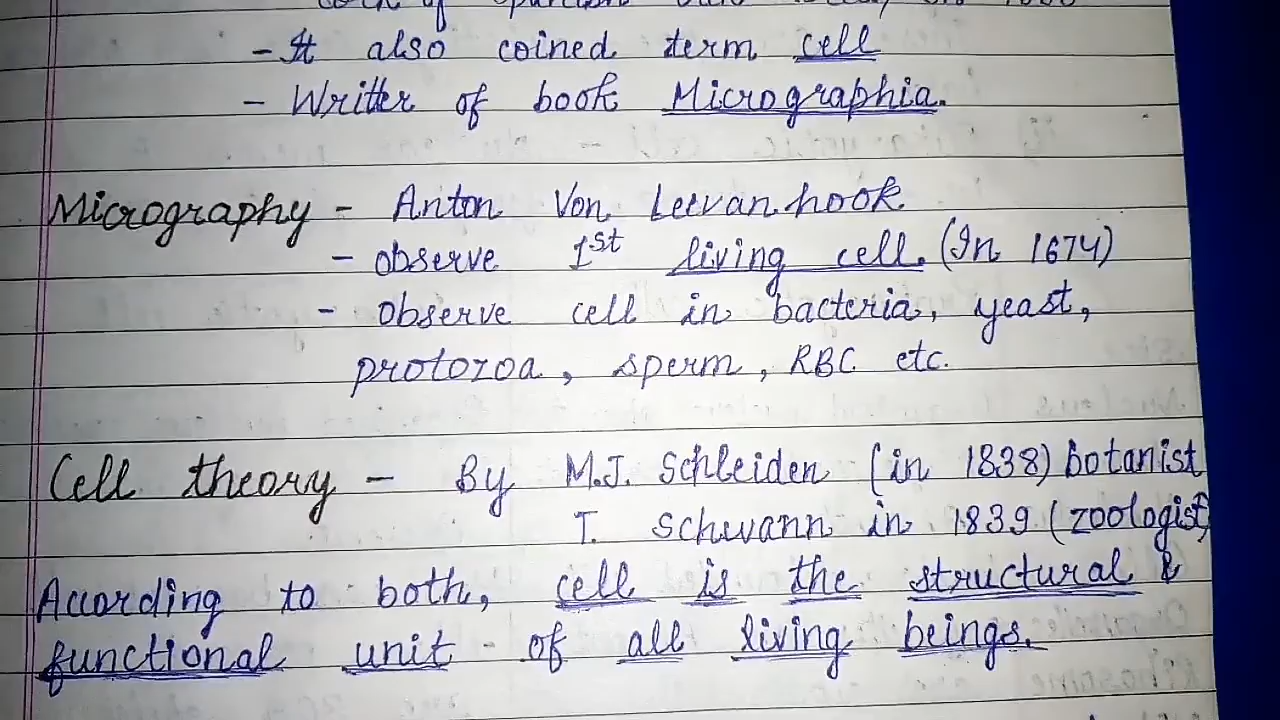 - It also coined term cell
- Writter of book Micrographia.
Micrography - Anton Von Leevanhook
- observe 1st living cell. (In 1674)
- observe cell in bacteria, yeast,
protozoa, sperm, RBC etc.
Cell theory - By M.J. Schleiden (in 1838) botanist
T. Schwann in 1839 (zoologist)
According to both, cell is the structural &
functional unit of all living beings.